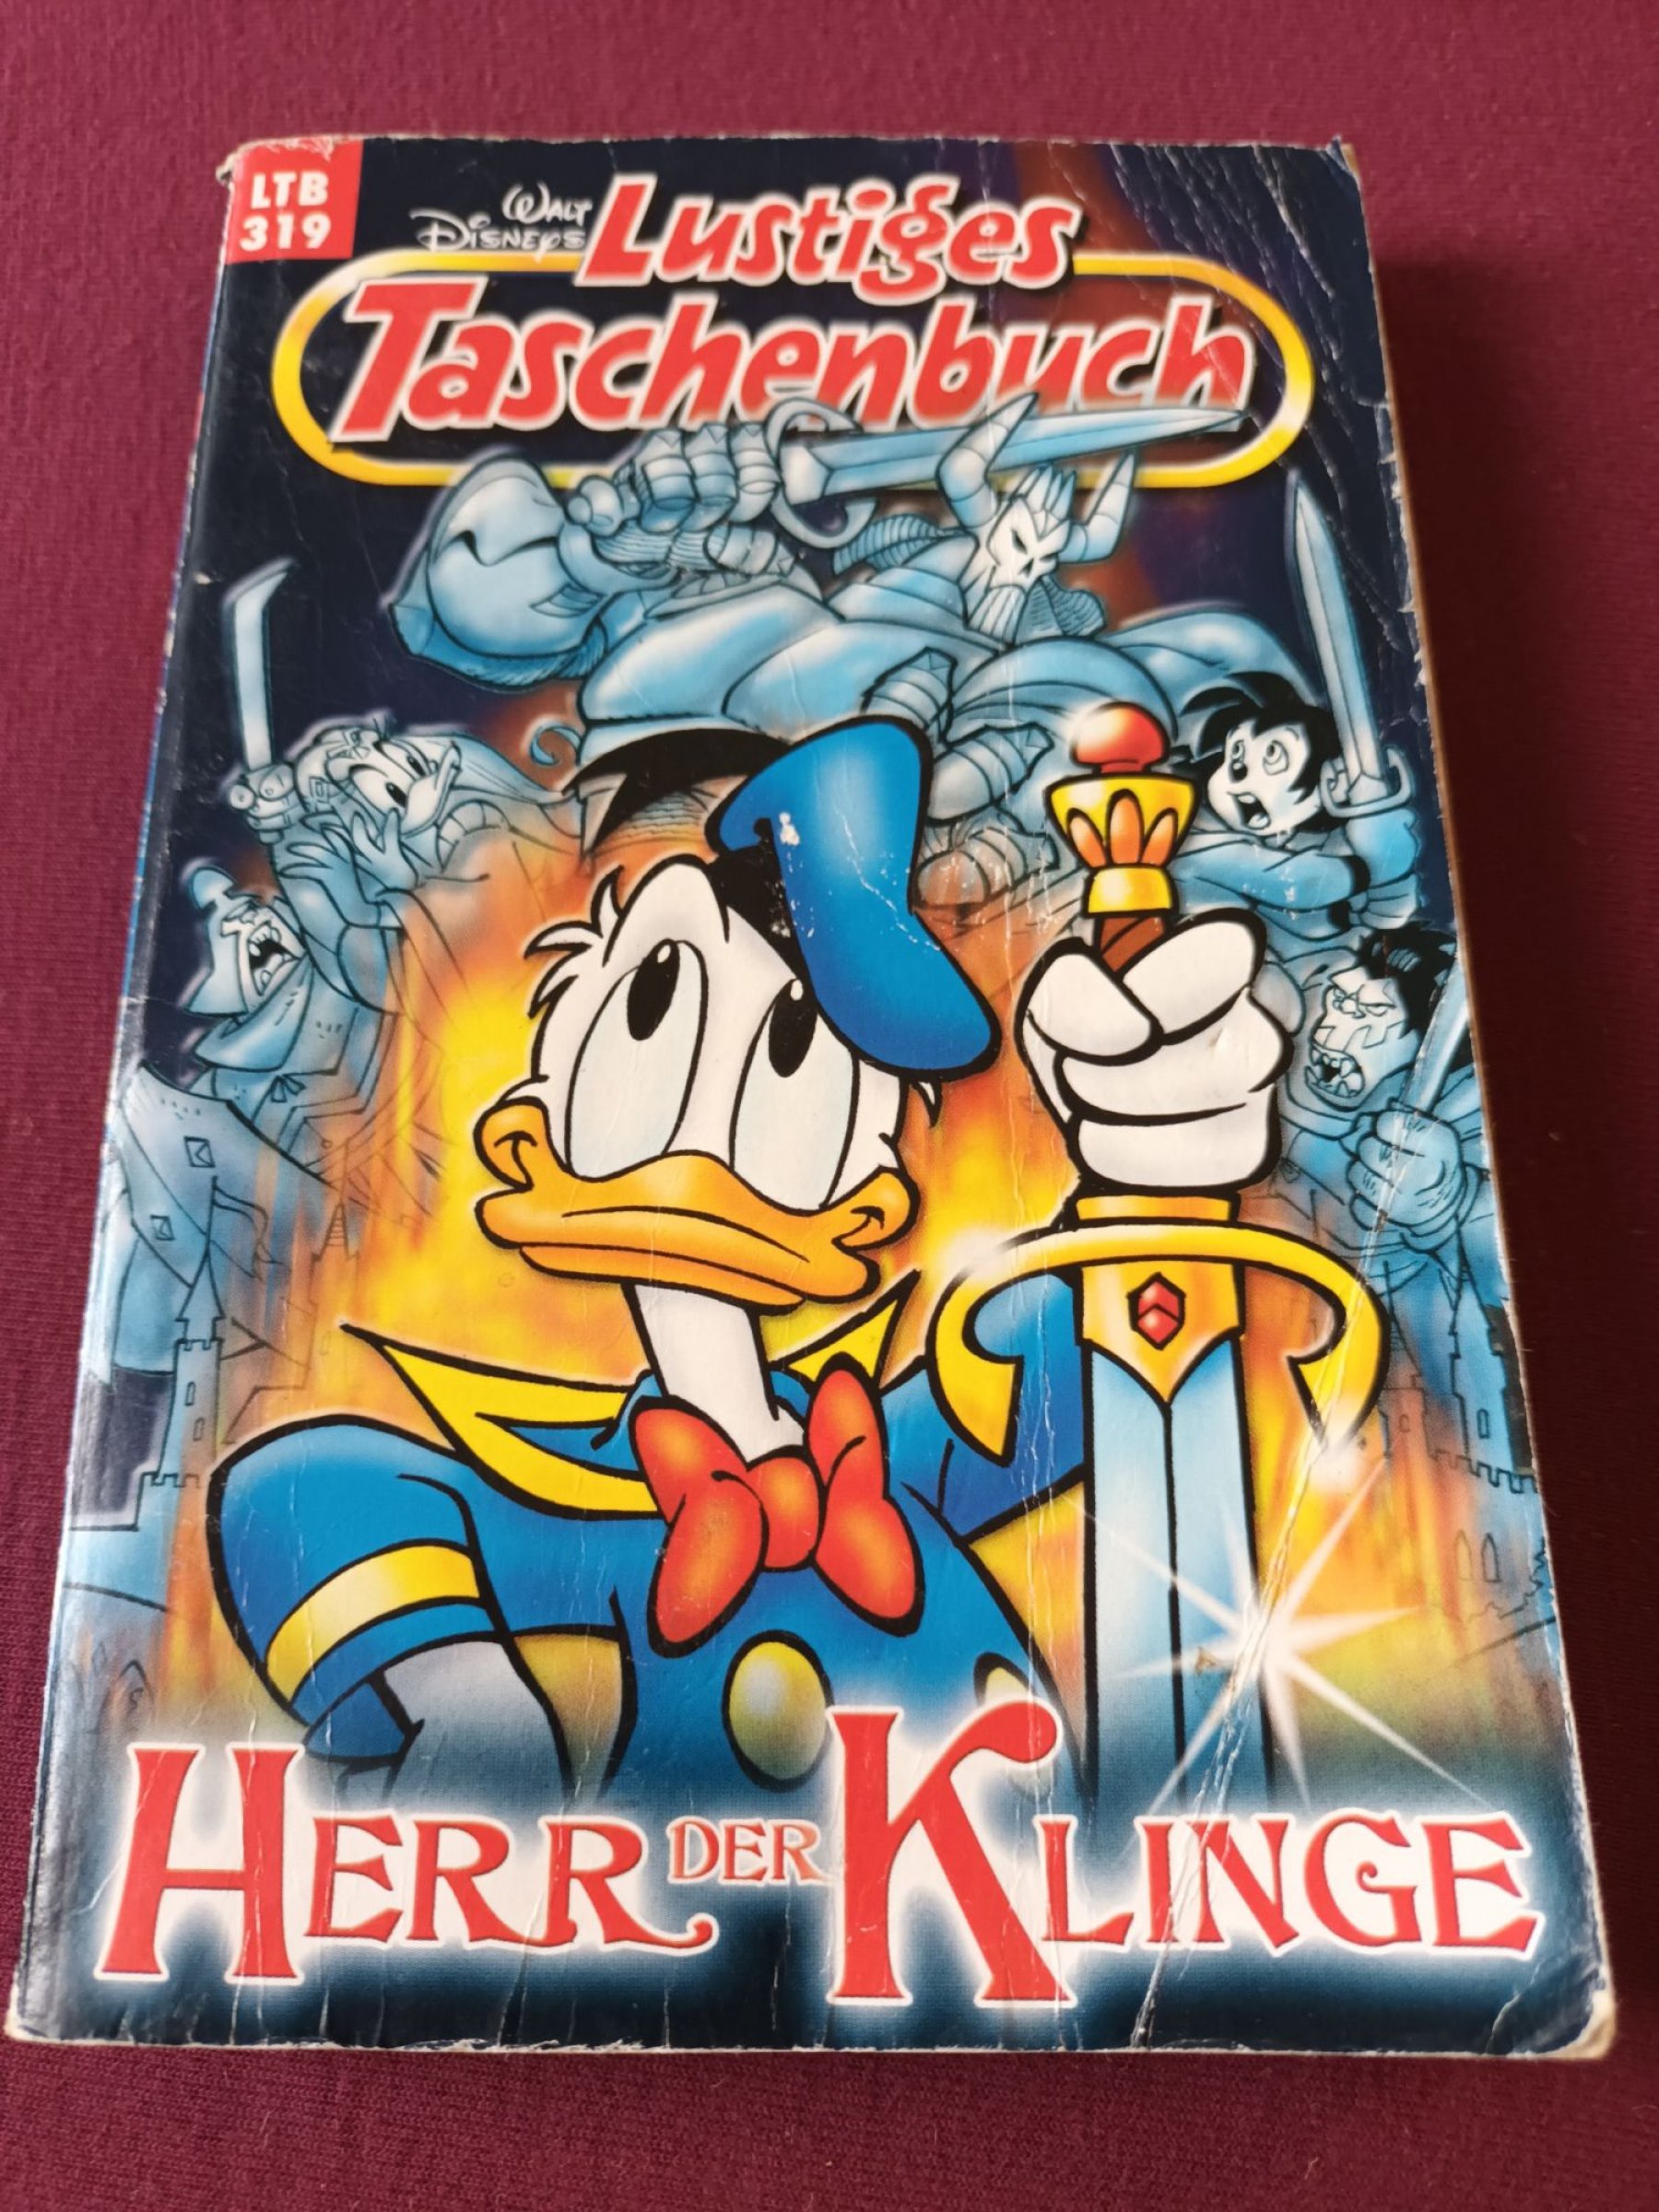 LTB
319
WALT
DISNEYS
Lustiges
Taschenbuch
HERR DER KLINGE